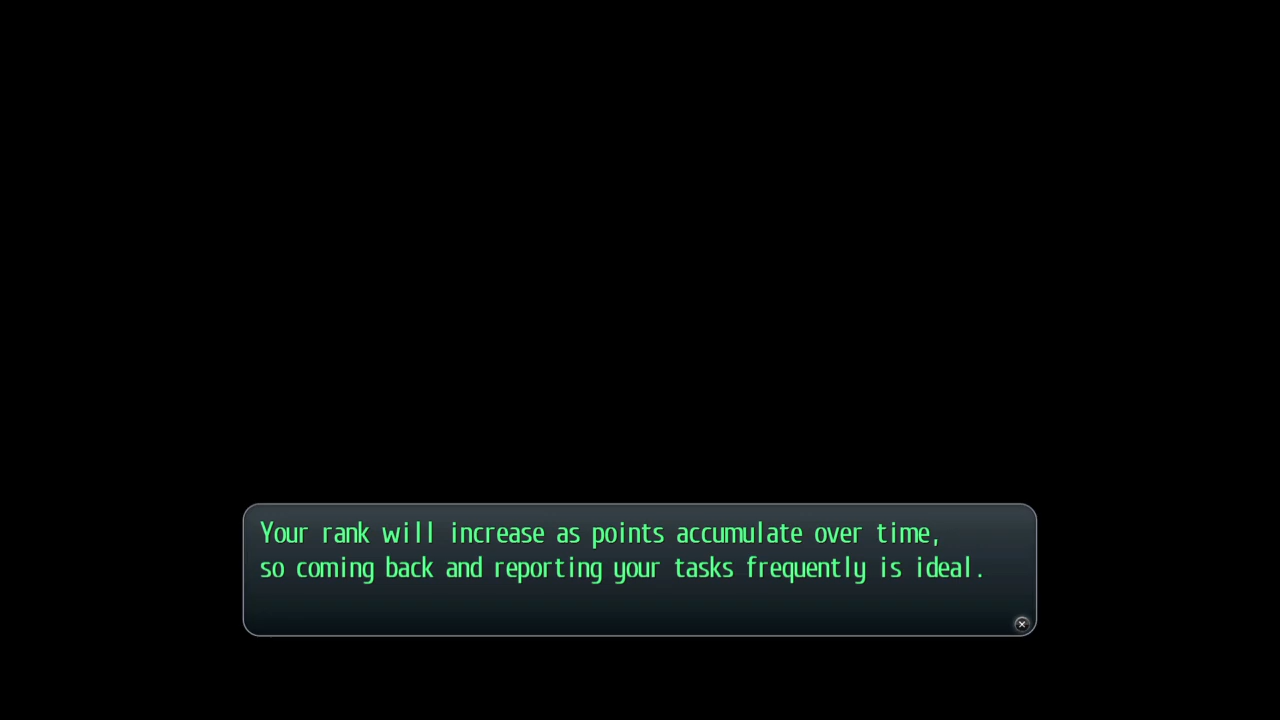 Your rank will increase as points accumulate over time,
so coming back and reporting your tasks frequently is ideal.